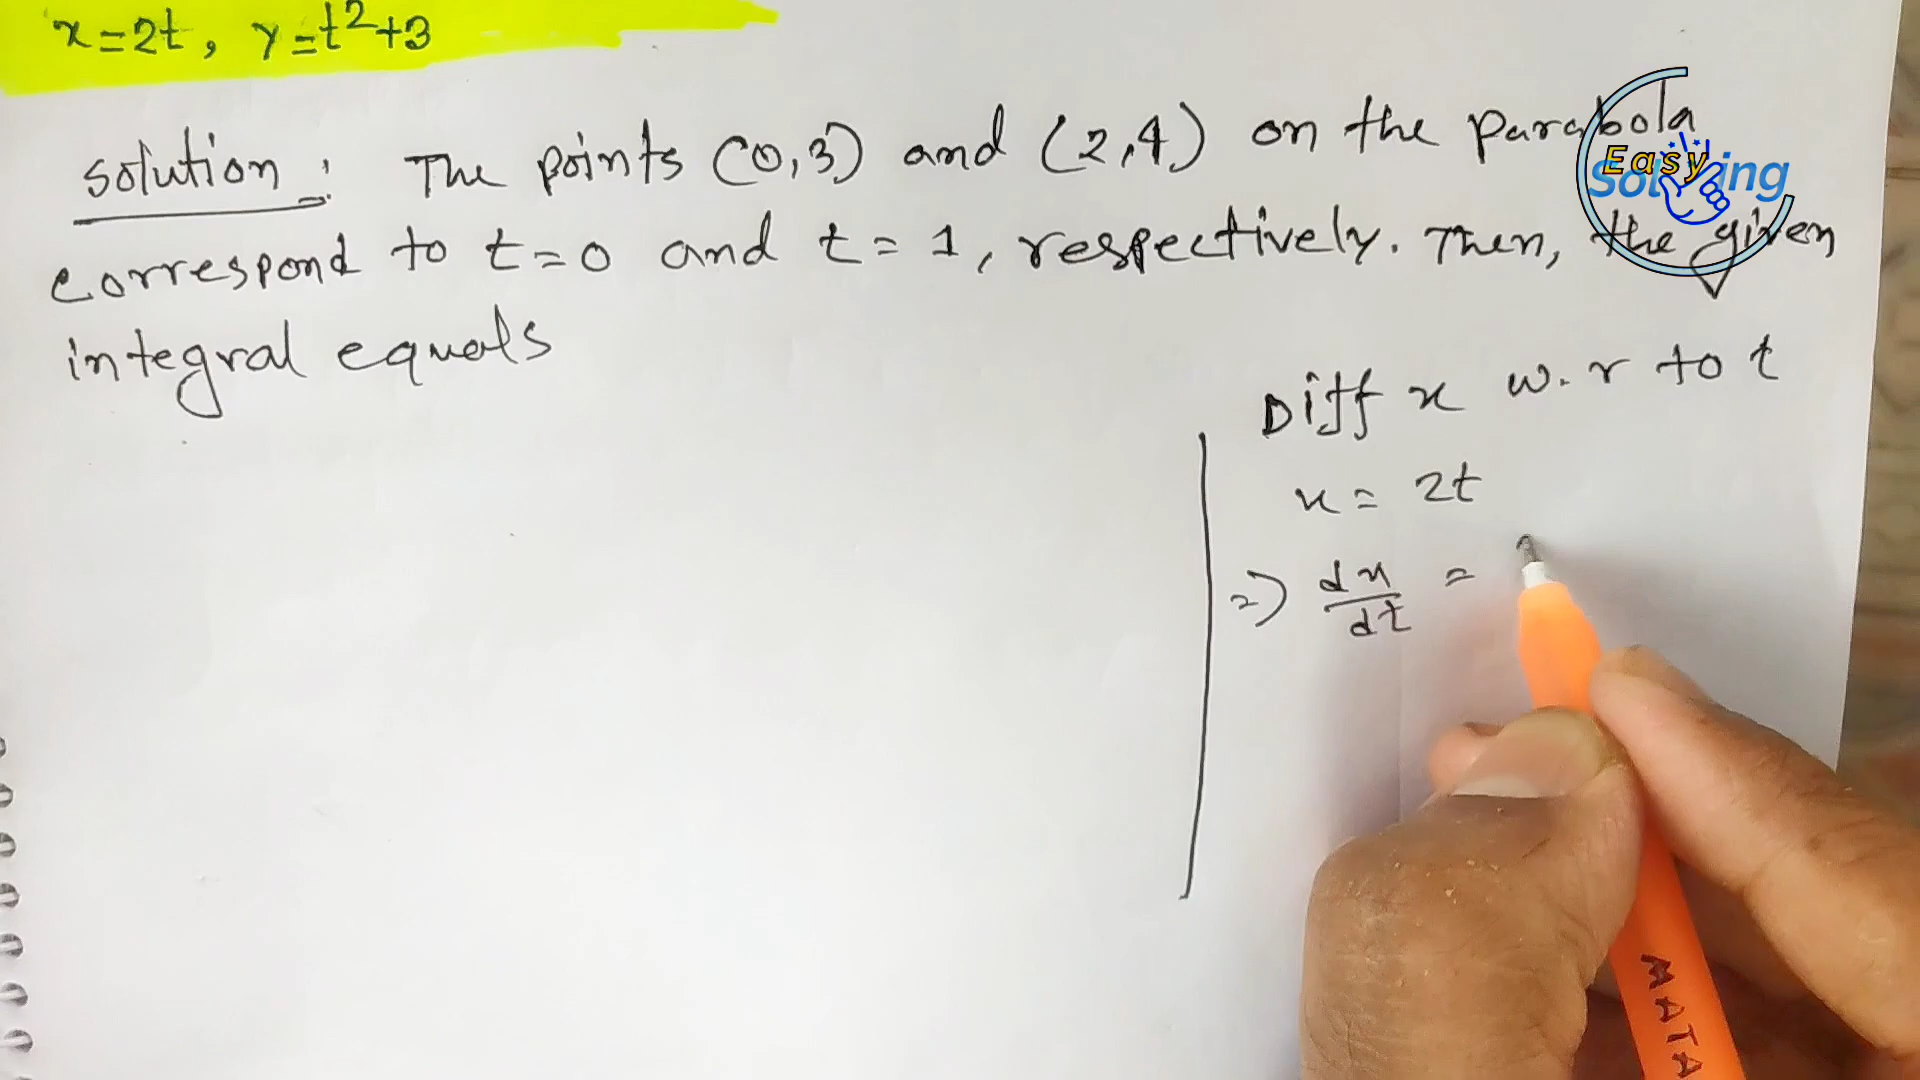 x=2t, y=t²+3
solution: The points (0,3) and (2,4) on the parabola
correspond to t=0 and t=1, respectively. Then, the given
integral equals
Diff x w.r to t
x= 2t
=> dx/dt =
Easy
Solving
MATA